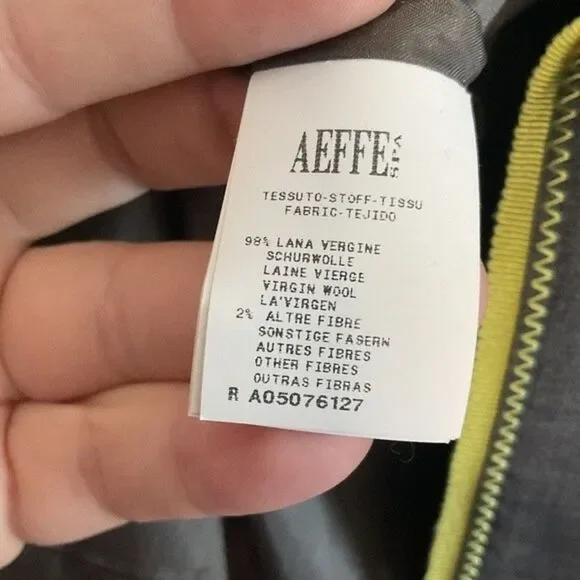 AEFFE SPA
TESSUTO-STOFF-TISSU
FABRIC-TEJIDO
98% LANA VERGINE
SCHURWOLLE
LAINE VIERGE
VIRGIN WOOL
LA'VIRGEN
2% ALTRE FIBRE
SONSTIGE FASERN
AUTRES FIBRES
OTHER FIBRES
OUTRAS FIBRAS
R A05076127